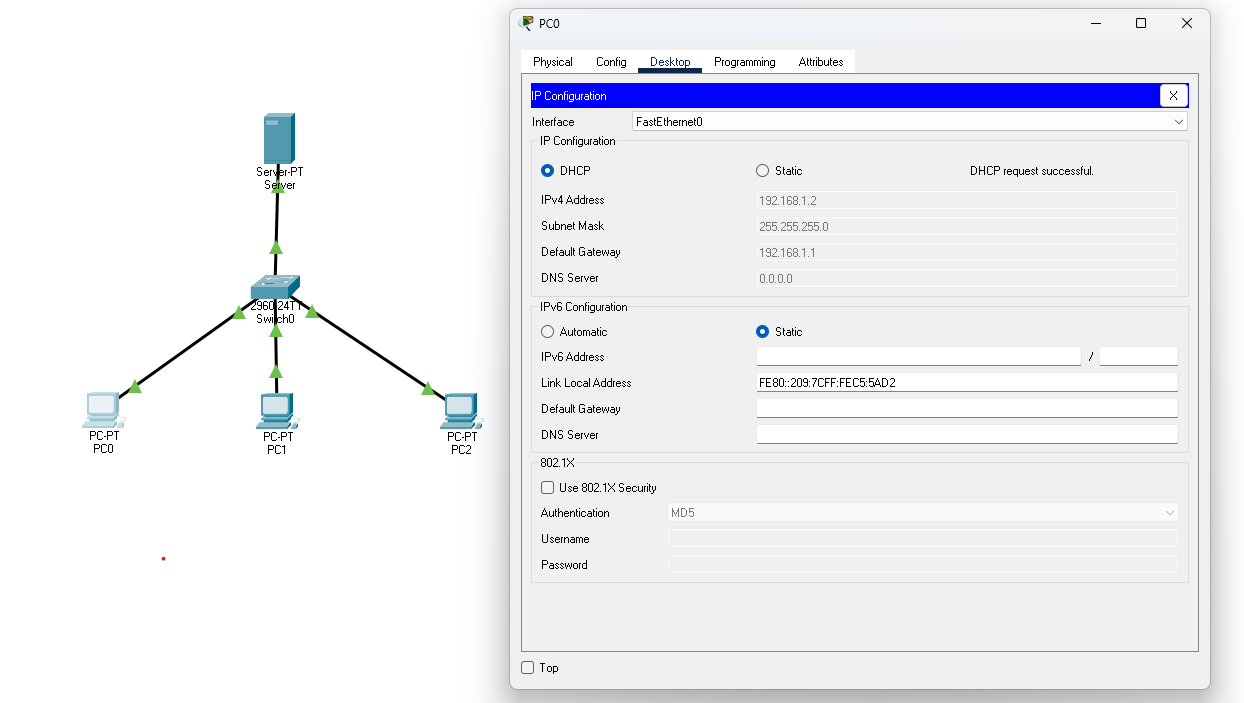 Server-PT
Server
2960-24TT
Switch0
PC-PT
PC0
PC-PT
PC1
PC-PT
PC2
PC0
Physical Config Desktop Programming Attributes
IP Configuration X
Interface FastEthernet0
IP Configuration
DHCP Static DHCP request successful.
IPv4 Address 192.168.1.2
Subnet Mask 255.255.255.0
Default Gateway 192.168.1.1
DNS Server 0.0.0.0
IPv6 Configuration
Automatic Static
IPv6 Address /
Link Local Address FE80::209:7CFF:FEC5:5AD2
Default Gateway
DNS Server
802.1X
Use 802.1X Security
Authentication MD5
Username
Password
Top